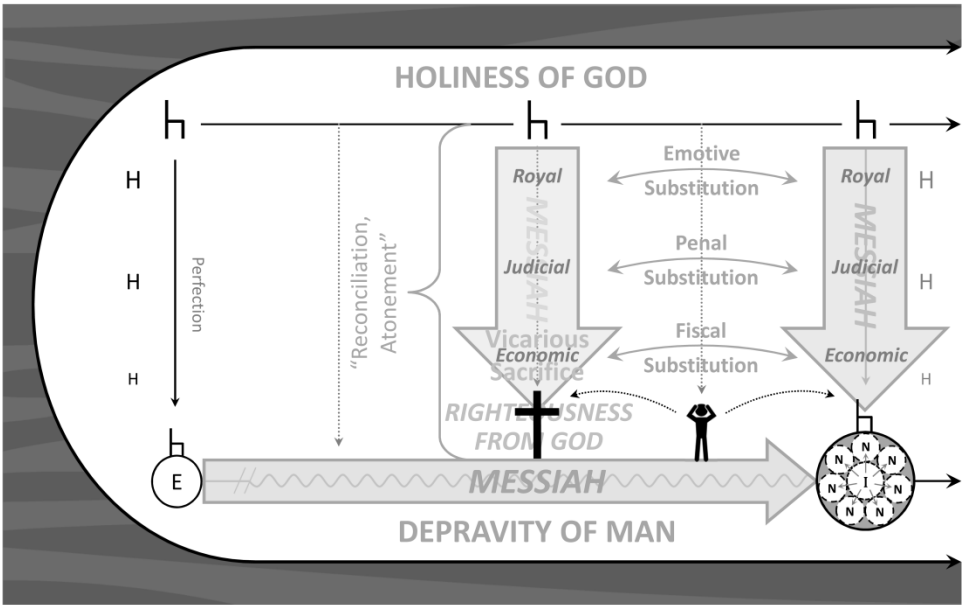 HOLINESS OF GOD
H
H
H
Perfection
E
"Reconciliation,
Atonement"
Royal
MESSIAH
Judicial
Economic
Vicarious
Sacrifice
RIGHTEOUSNESS
FROM GOD
Emotive
Substitution
Penal
Substitution
Fiscal
Substitution
Royal
MESSIAH
Judicial
Economic
H
H
H
MESSIAH
N
N
N
I
N
N
N
N
DEPRAVITY OF MAN